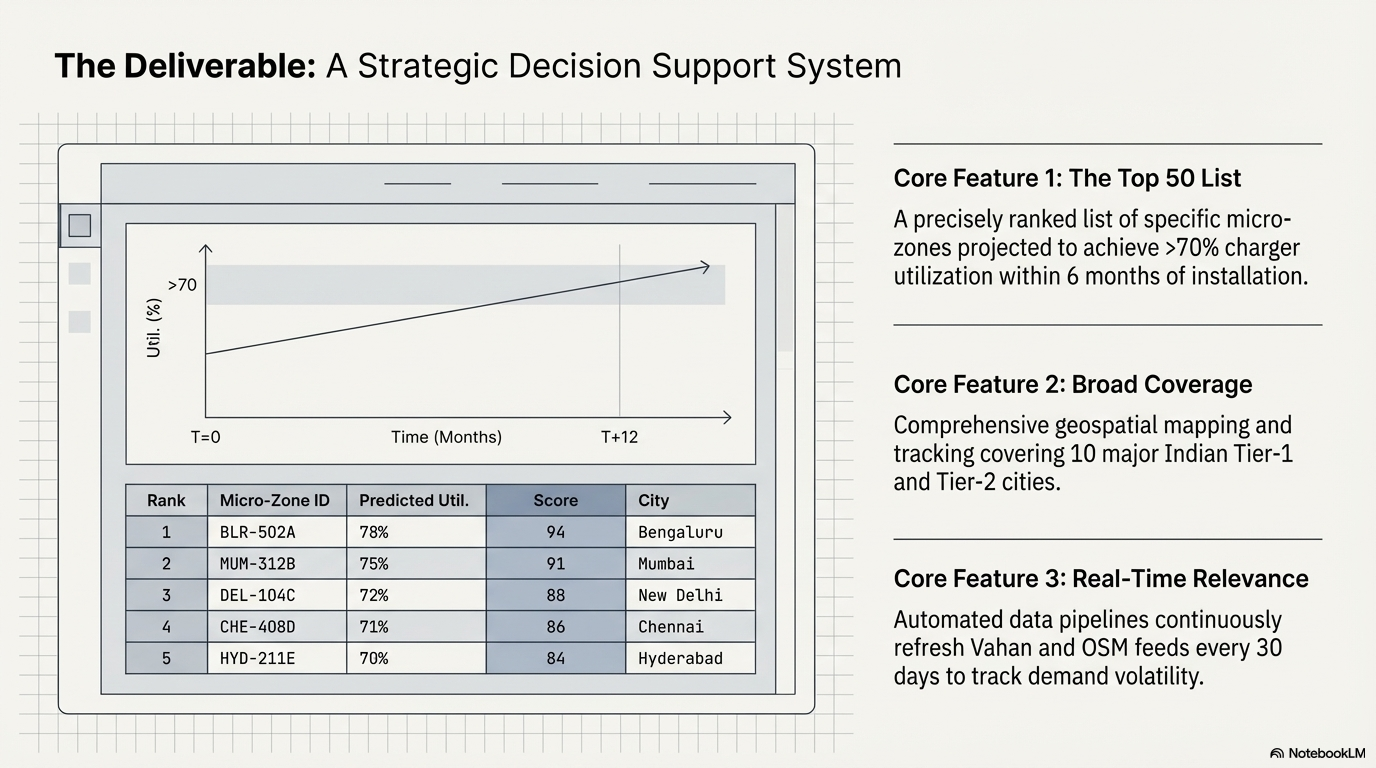 The Deliverable: A Strategic Decision Support System
>70
Util. (%)
T=0
Time (Months)
T+12
Rank Micro-Zone ID Predicted Util. Score City
1 BLR-502A 78% 94 Bengaluru
2 MUM-312B 75% 91 Mumbai
3 DEL-104C 72% 88 New Delhi
4 CHE-408D 71% 86 Chennai
5 HYD-211E 70% 84 Hyderabad
Core Feature 1: The Top 50 List
A precisely ranked list of specific micro-
zones projected to achieve >70% charger
utilization within 6 months of installation.
Core Feature 2: Broad Coverage
Comprehensive geospatial mapping and
tracking covering 10 major Indian Tier-1
and Tier-2 cities.
Core Feature 3: Real-Time Relevance
Automated data pipelines continuously
refresh Vahan and OSM feeds every 30
days to track demand volatility.
NotebookLM